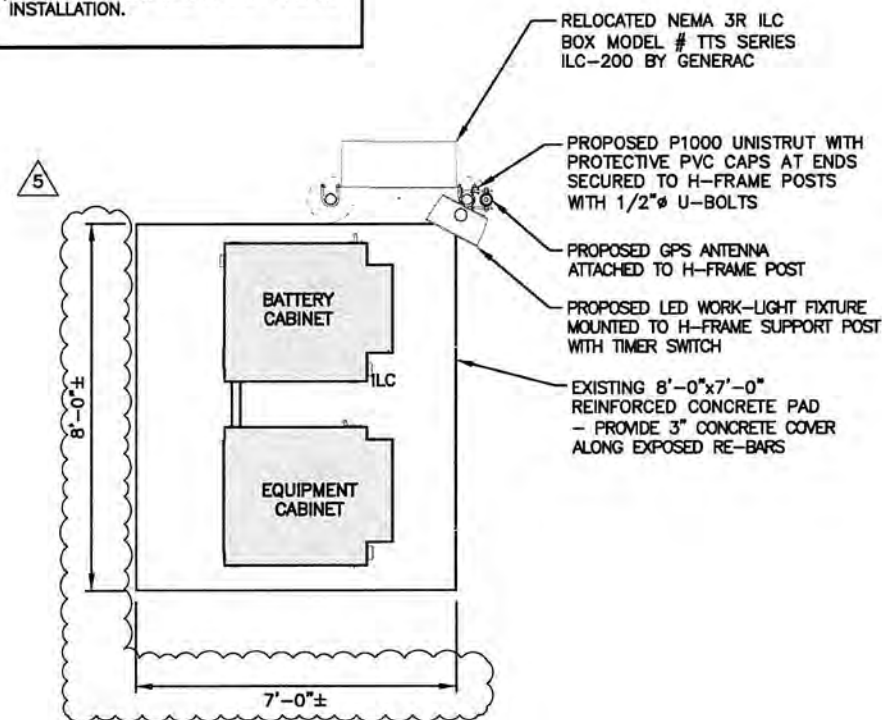 INSTALLATION.
RELOCATED NEMA 3R ILC
BOX MODEL # TTS SERIES
ILC-200 BY GENERAC
PROPOSED P1000 UNISTRUT WITH
PROTECTIVE PVC CAPS AT ENDS
SECURED TO H-FRAME POSTS
WITH 1/2"ø U-BOLTS
5
PROPOSED GPS ANTENNA
ATTACHED TO H-FRAME POST
BATTERY
CABINET
PROPOSED LED WORK-LIGHT FIXTURE
MOUNTED TO H-FRAME SUPPORT POST
WITH TIMER SWITCH
ILC
8'-0"±
EXISTING 8'-0"x7'-0"
REINFORCED CONCRETE PAD
- PROVIDE 3" CONCRETE COVER
ALONG EXPOSED RE-BARS
EQUIPMENT
CABINET
7'-0"±